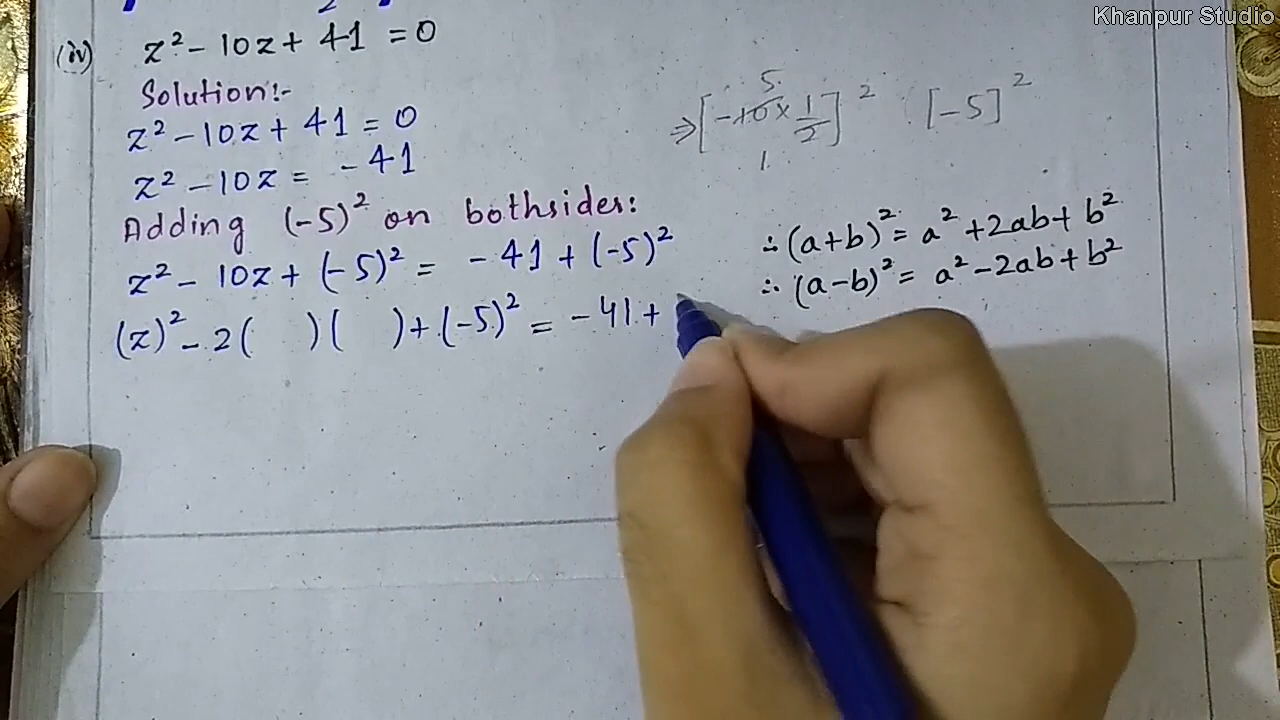 Khanpur Studio
(iv) z² - 10z + 41 = 0
Solution:-
z² - 10z + 41 = 0
z² - 10z = - 41
⇒ [-10 × 1/2]² [-5]²
5
1
Adding (-5)² on bothsides:
z² - 10z + (-5)² = - 41 + (-5)²
∴ (a+b)² = a² + 2ab + b²
∴ (a-b)² = a² - 2ab + b²
(z)² - 2( )( ) + (-5)² = - 41 +